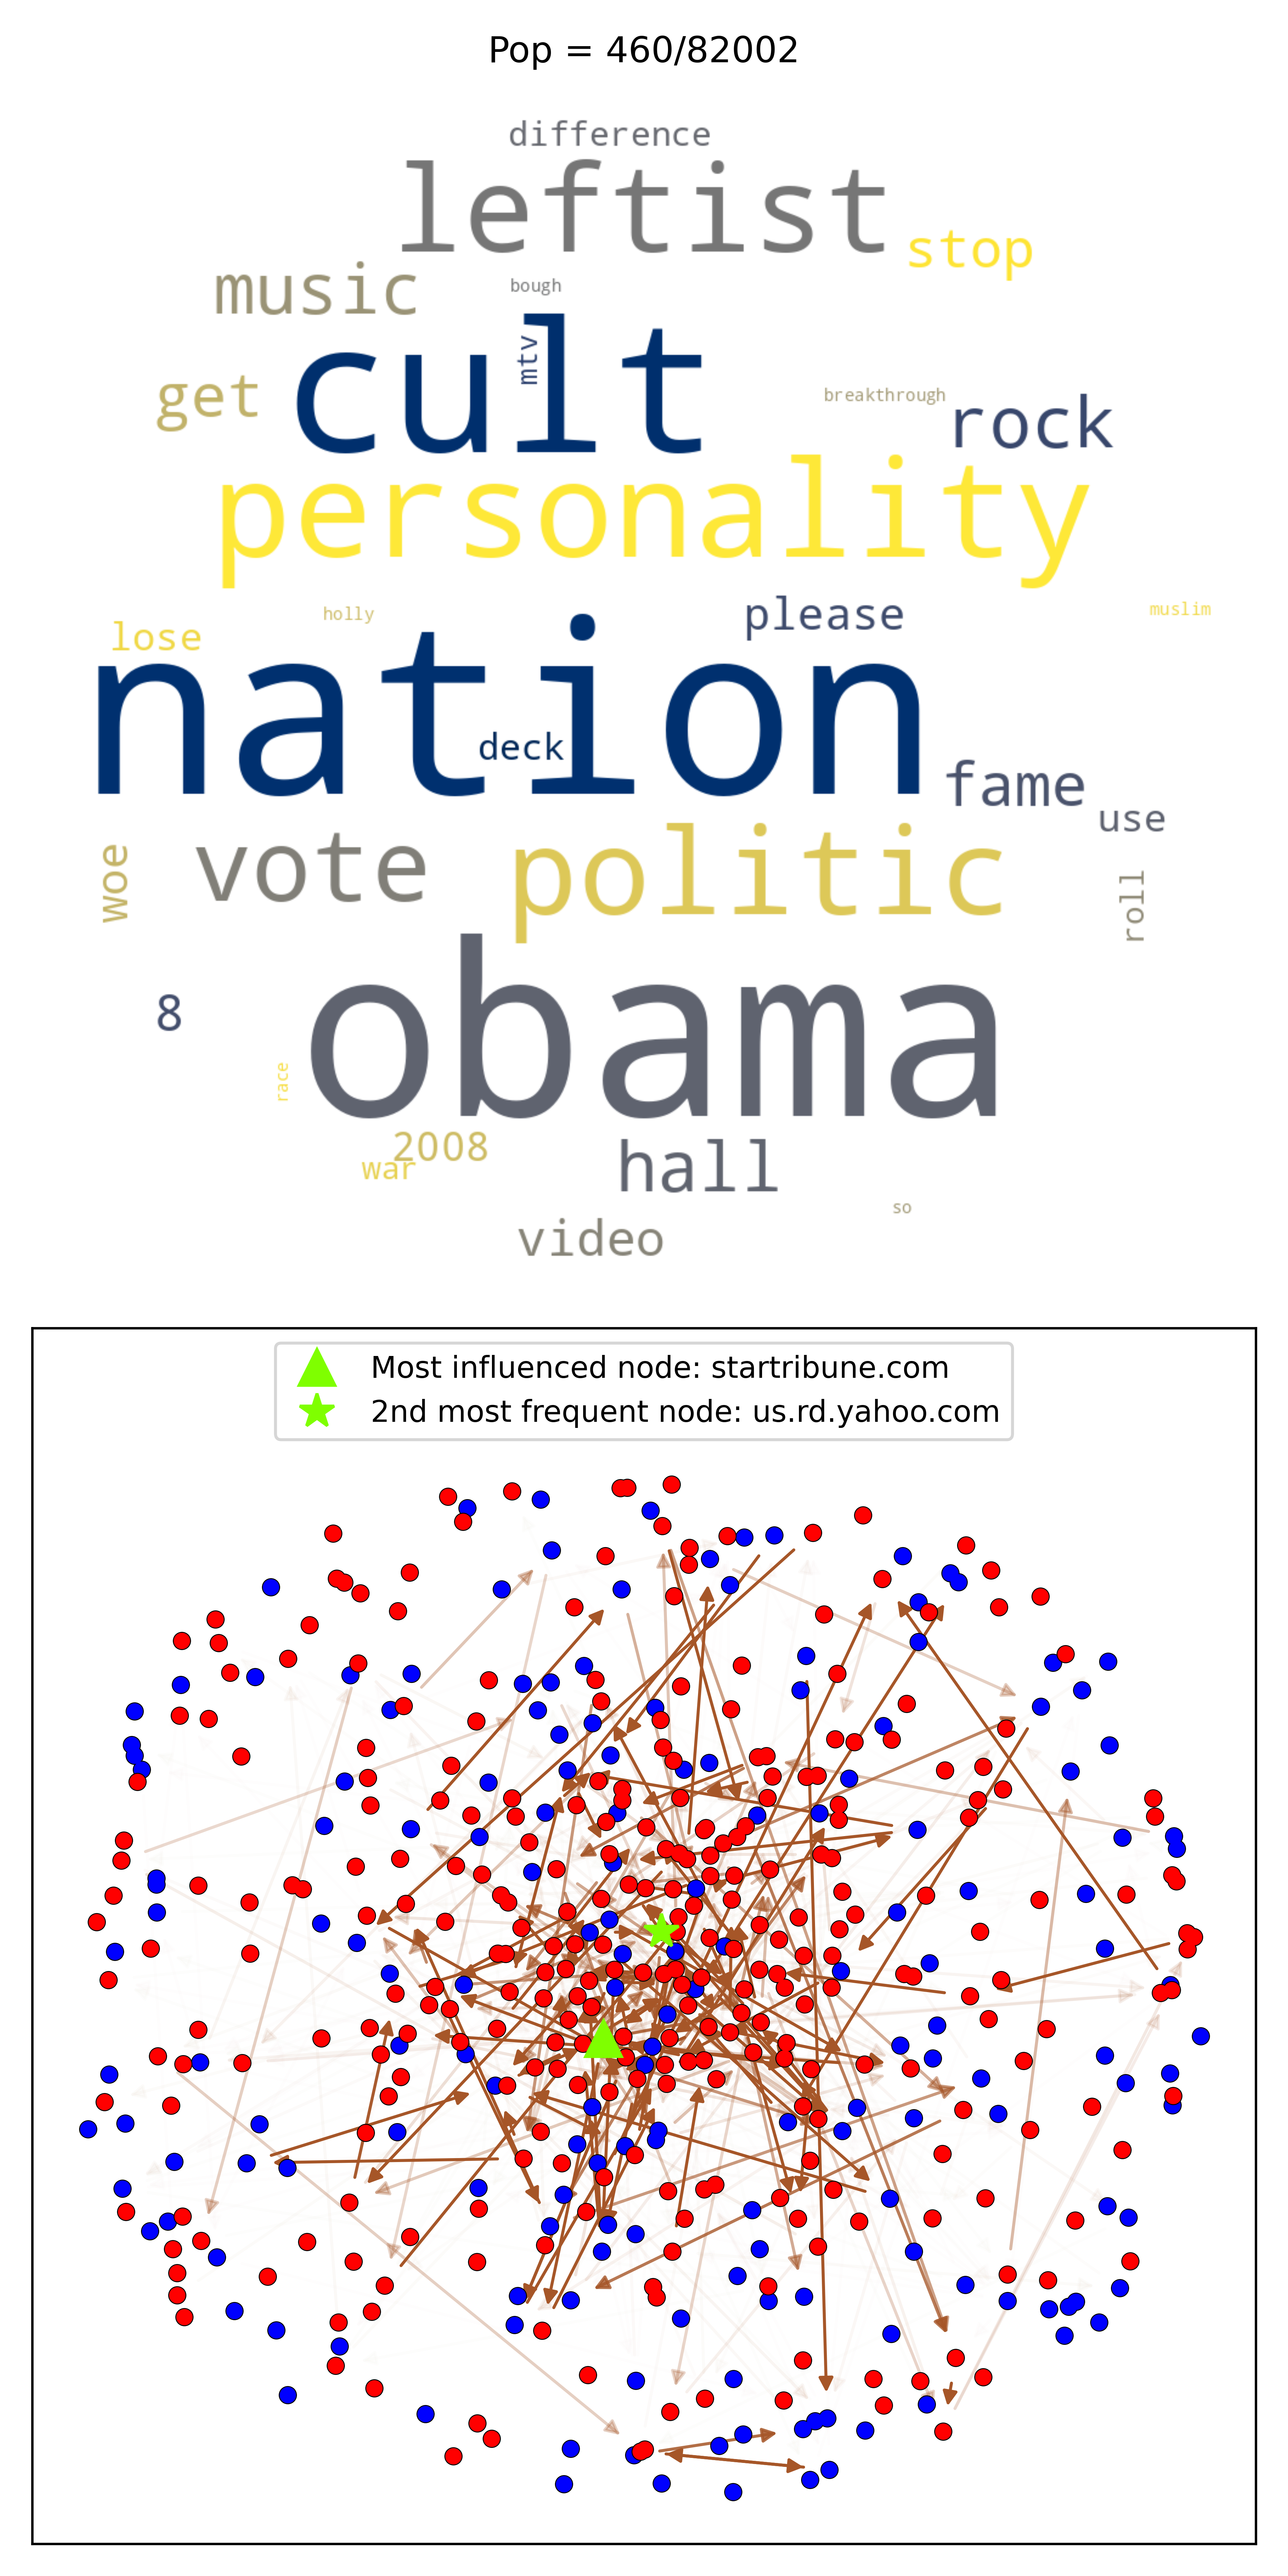 Pop = 460/82002
difference
leftist
stop
music
bough
mtv
cult
get
breakthrough
rock
personality
holly
please
muslim
lose
nation
deck
fame
use
woe
vote
politic
roll
8
obama
race
2008
war
hall
so
video
Most influenced node: startribune.com
2nd most frequent node: us.rd.yahoo.com